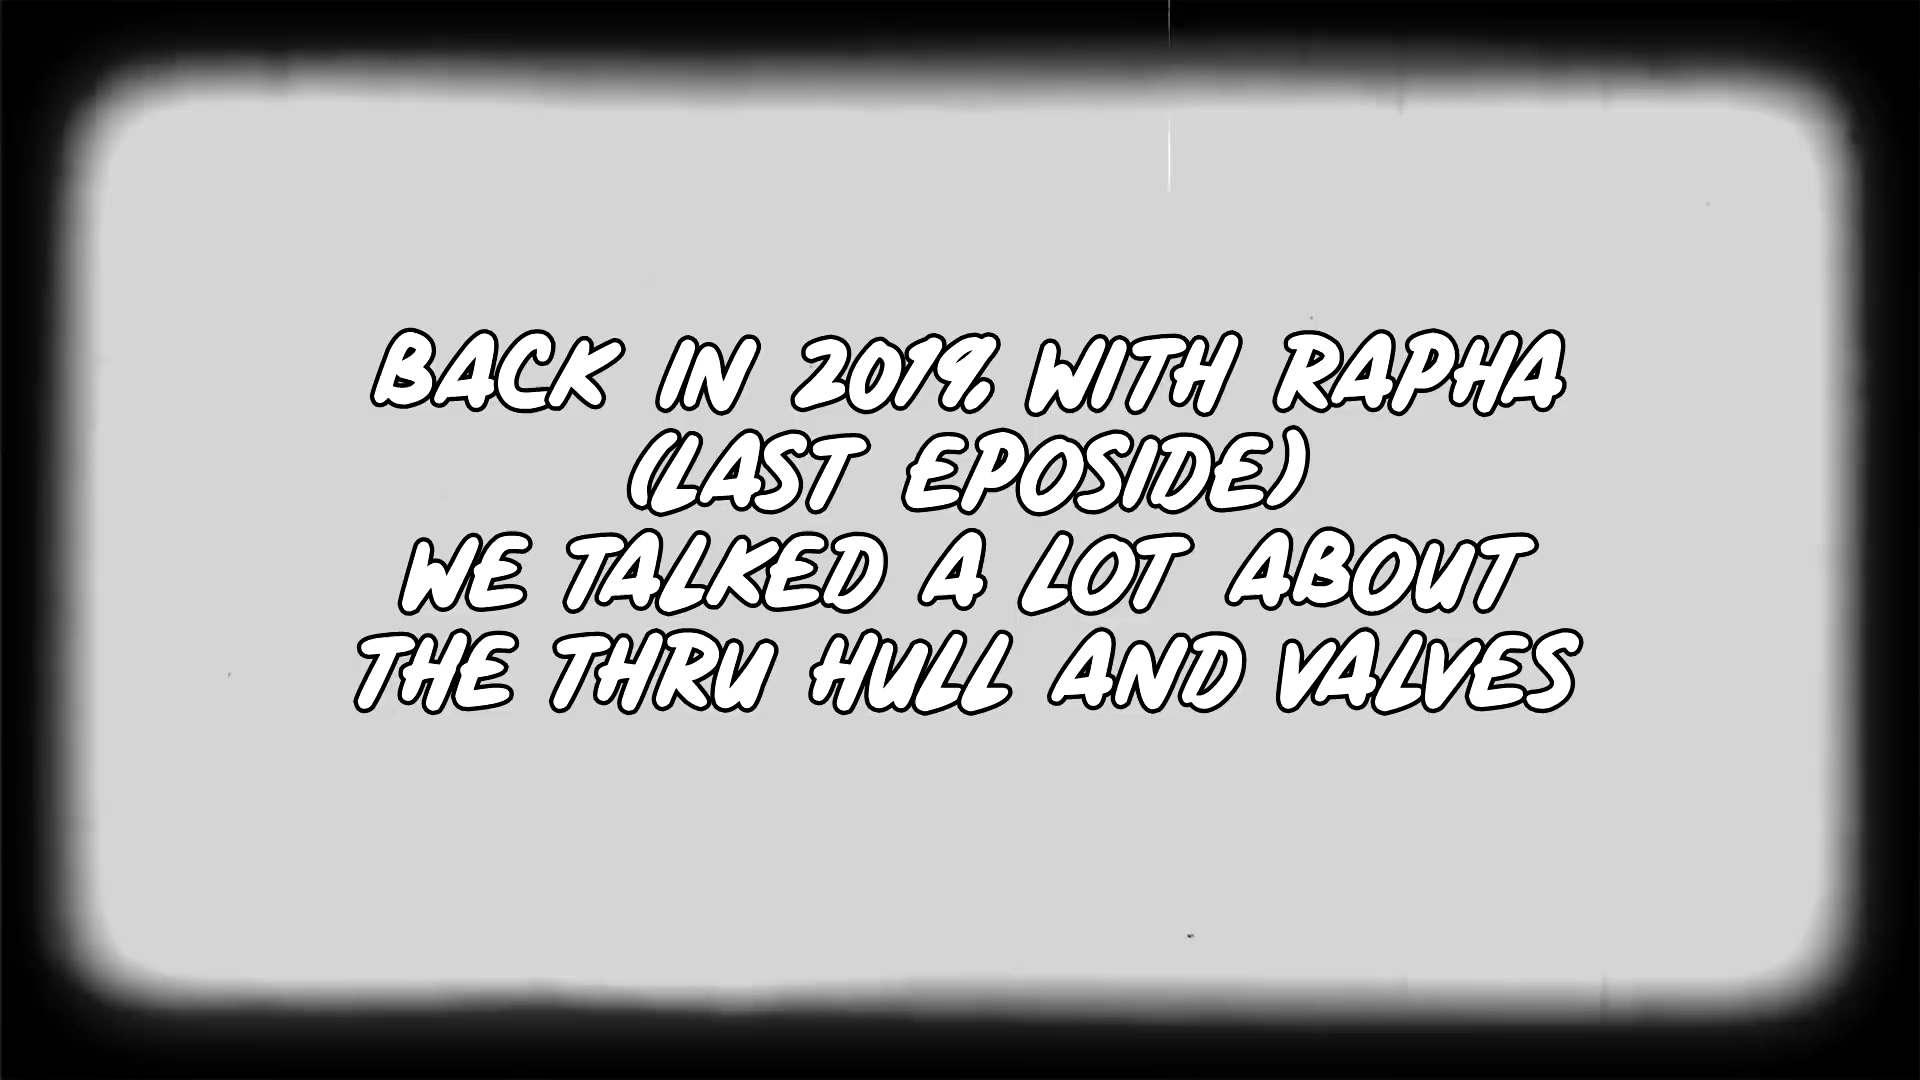 BACK IN 2019, WITH RAPHA
(LAST EPOSIDE)
WE TALKED A LOT ABOUT
THE THRU HULL AND VALVES